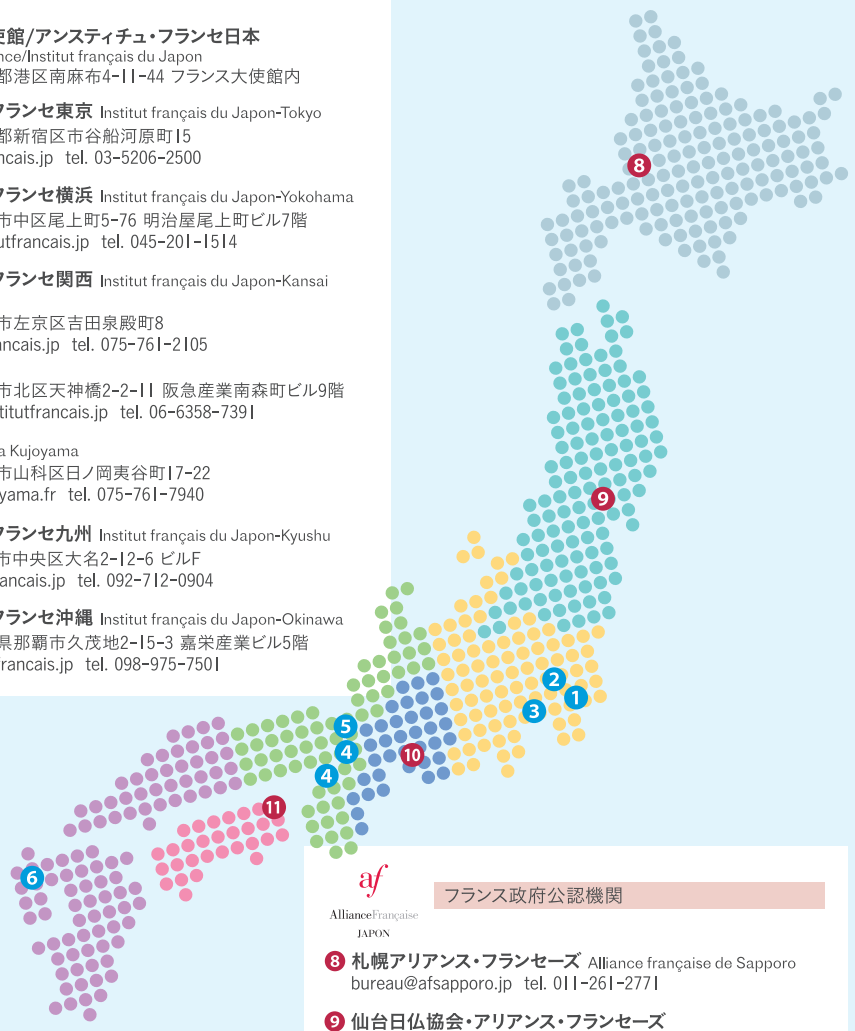 使館/アンスティチュ・フランセ日本
nce/Institut français du Japon
都港区南麻布4-11-44 フランス大使館内
フランセ東京 Institut français du Japon-Tokyo
都新宿区市谷船河原町15
ncais.jp tel. 03-5206-2500
フランセ横浜 Institut français du Japon-Yokohama
市中区尾上町5-76 明治屋尾上町ビル7階
utfrancais.jp tel. 045-201-1514
フランセ関西 Institut français du Japon-Kansai
市左京区吉田泉殿町8
ancais.jp tel. 075-761-2105
市北区天神橋2-2-11 阪急産業南森町ビル9階
titutfrancais.jp tel. 06-6358-7391
a Kujoyama
市山科区日ノ岡夷谷町17-22
yama.fr tel. 075-761-7940
フランセ九州 Institut français du Japon-Kyushu
市中央区大名2-12-6 ビルF
ancais.jp tel. 092-712-0904
フランセ沖縄 Institut français du Japon-Okinawa
県那覇市久茂地2-15-3 嘉栄産業ビル5階
francais.jp tel. 098-975-7501
8
9
2
1
3
5
4
10
4
11
6
af
AllianceFrançaise
JAPON
フランス政府公認機関
8 札幌アリアンス・フランセーズ Alliance française de Sapporo
bureau@afsapporo.jp tel. 011-261-2771
9 仙台日仏協会・アリアンス・フランセーズ